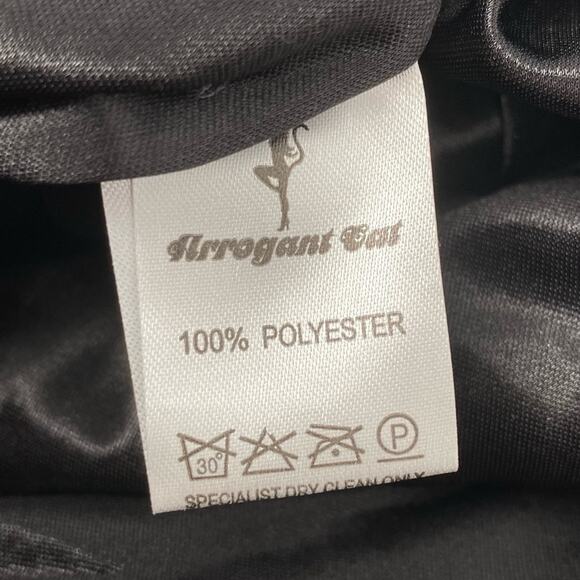 Arrogant Cat
100% POLYESTER
30° P
SPECIALIST DRY CLEAN ONLY